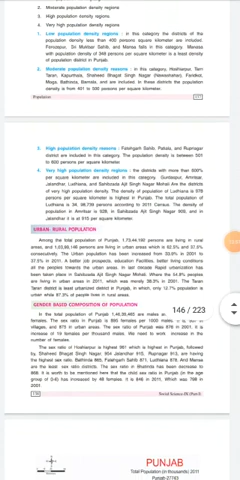 2. Moderate population density regions
3. High population density regions.
4. Very high population density regions
1. Low population density regions : In this category the districts of the
population density less than 400 persons square kilometer are included.
Ferozpur, Sri Muktsar Sahib, and Mansa falls in this category. Mansa
with population density of 349 persons per square kilometer is a least density
of population district in Punjab.
2. Moderate population density reasons : In this category, Hoshiarpur, Tarn
Taran, Kapurthala, Shaheed Bhagat Singh Nagar (Nawanshahar), Faridkot,
Moga, Bathinda, Barnala, and are included. In these districts the population
density is from 401 to 500 persons per square kilometer.
Population
3. High population density reasons : Fatehgarh Sahib, Patiala, and Rupnagar
district are included in this category. The population density is between 501
to 600 persons per square kilometer.
4. Very high population density regions : the districts with more than 600's
per square kilometer are included in this category. Gurdaspur, Amritsar,
Jalandhar, Ludhiana, and Sahibzada Ajit Singh Nagar Mohali Are the districts
of very high population density. The density of population of Ludhiana is 978
persons per square kilometer is highest in Punjab. The total population of
Ludhiana is 34, 98,739 persons according to 2011 Census. The density of
population in Amritsar is 928, in Sahibzada Ajit Singh Nagar 909, and in
Jalandhar it is at 915 per square kilometer.
URBAN- RURAL POPULATION
Among the total population of Punjab, 1,73,44,192 persons are living in rural
areas, and 1,03,99,146 persons are living in urban areas which is 62.5% and 37.5%
consecutively. The Urban population has been increased from 33.9% in 2001 to
37.5% in 2011. A better job prospects, education Facilities, better living conditions
all the peoples towards the urban areas. In last decade Rapid urbanization has
been taken place in Sahibzada Ajit Singh Nagar Mohali. Where the 54.8% peoples
are living in urban areas in 2011, which was merely 38.3% in 2001. The Taran
Taran district is least urbanized district in Punjab, in which, only 12.7% population is
urban while 87.3% of people lives in rural areas.
GENDER BASED COMPOSITION OF POPULATION
In the total population of Punjab 1,46,39,465 males are
females. The sex ratio in Punjab is 895 females per 1000 males.
villages, and 875 in urban areas. The sex ratio of Punjab was 876 in 2001. It is
increase of 19 females per thousand males. We need to increase in the
number of females.
The sex ratio of Hoshiarpur is highest 961 which is highest in Punjab, followed
by Shaheed Bhagat Singh Nagar, 954 Jalandhar 915, Rupnagar 915, are having
the highest sex ratio. Bathinda 868, Fatehgarh Sahib 871, Ludhiana 873, And Mansa
are the least sex ratio districts. The sex ratio in Bhatinda has been decrease to
868. It is worth to be mentioned here that the child sex ratio in Punjab (in the age
group of 0-6) has increased by 48 females. It is 846 in 2011. Which was 798 in
2001
Social Science-IX (Part-I)
146 / 223
PUNJAB
Total Population (in thousands) 2011
Punjab-27743